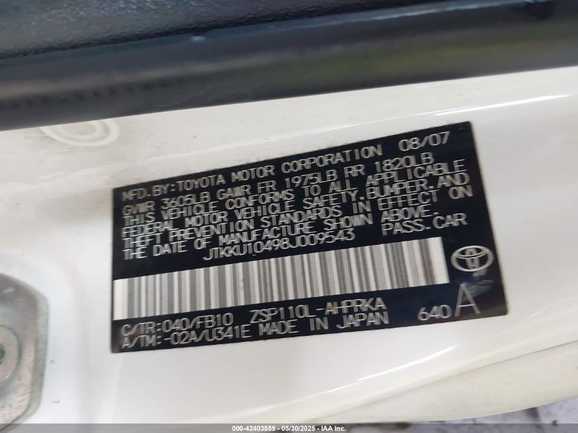 MFD.BY:TOYOTA MOTOR CORPORATION 08/07
GVWR 3605LB GAWR FR 1975LB RR 1820LB
THIS VEHICLE CONFORMS TO ALL APPLICABLE
FEDERAL MOTOR VEHICLE SAFETY,BUMPER,AND
THEFT PREVENTION STANDARDS IN EFFECT ON
THE DATE OF MANUFACTURE SHOWN ABOVE.
JTKKU10498J009543 PASS.CAR
C/TR:040/FB10 ZSP110L-AHPRKA
A/TM:-02A/U341E MADE IN JAPAN 640 A
000-42403555 - 05/30/2025 - IAA Inc.